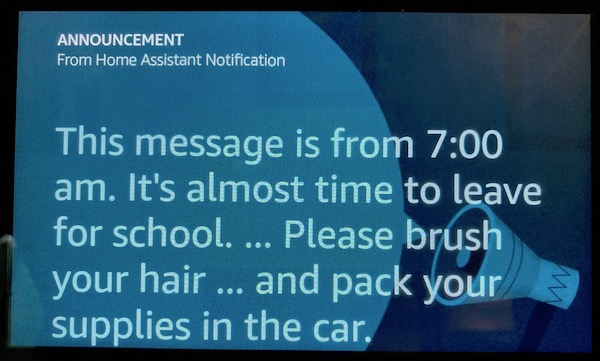 ANNOUNCEMENT
From Home Assistant Notification
This message is from 7:00
am. It's almost time to leave
for school. ... Please brush
your hair ... and pack your
supplies in the car.